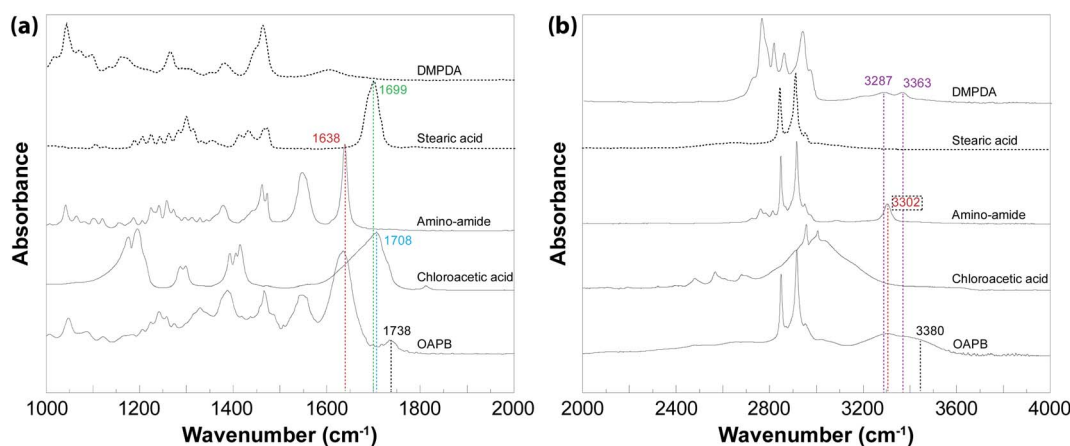 (a)
DMPDA
1699
Stearic acid
1638
Amino-amide
1708
Chloroacetic acid
1738
OAPB
Absorbance
1000 1200 1400 1600 1800 2000
Wavenumber (cm-1)
(b)
3287 3363
DMPDA
Stearic acid
3302
Amino-amide
Chloroacetic acid
3380
OAPB
Absorbance
2000 2400 2800 3200 3600 4000
Wavenumber (cm-1)